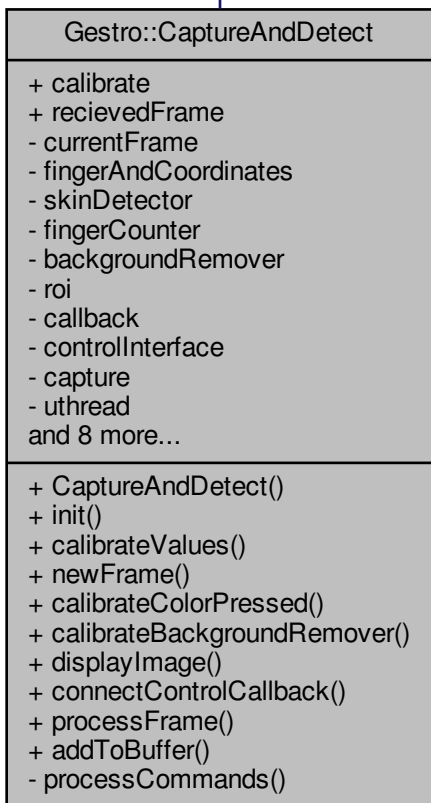 Gestro::CaptureAndDetect
+ calibrate
+ recievedFrame
- currentFrame
- fingerAndCoordinates
- skinDetector
- fingerCounter
- backgroundRemover
- roi
- callback
- controlInterface
- capture
- uthread
and 8 more...
+ CaptureAndDetect()
+ init()
+ calibrateValues()
+ newFrame()
+ calibrateColorPressed()
+ calibrateBackgroundRemover()
+ displayImage()
+ connectControlCallback()
+ processFrame()
+ addToBuffer()
- processCommands()